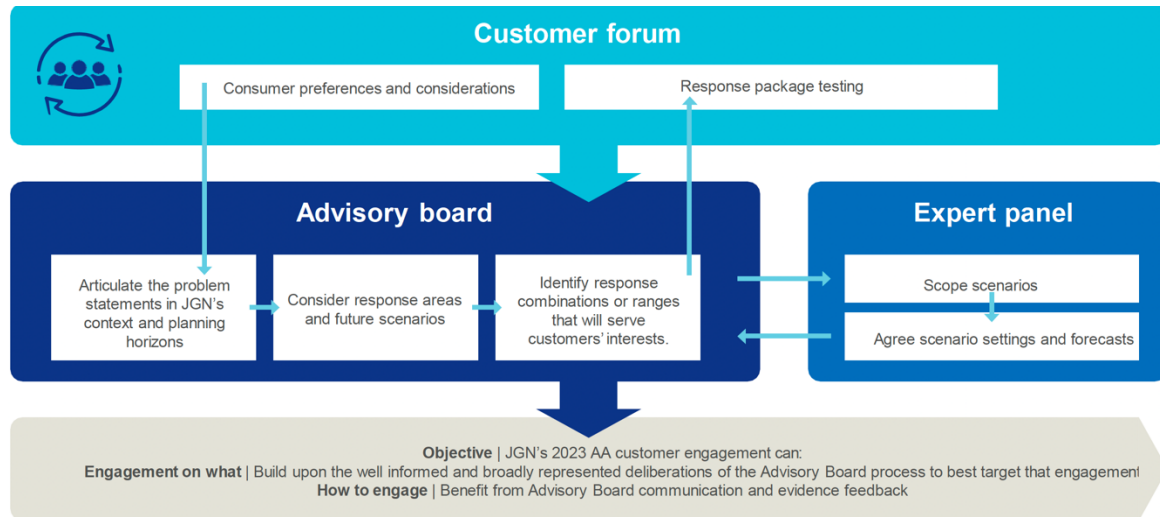 Customer forum
Consumer preferences and considerations
Response package testing
Advisory board
Articulate the problem
statements in JGN's
context and planning
horizons
Consider response areas
and future scenarios
Identify response
combinations or ranges
that will serve
customers' interests.
Expert panel
Scope scenarios
Agree scenario settings and forecasts
Objective | JGN's 2023 AA customer engagement can:
Engagement on what | Build upon the well informed and broadly represented deliberations of the Advisory Board process to best target that engagement
How to engage | Benefit from Advisory Board communication and evidence feedback